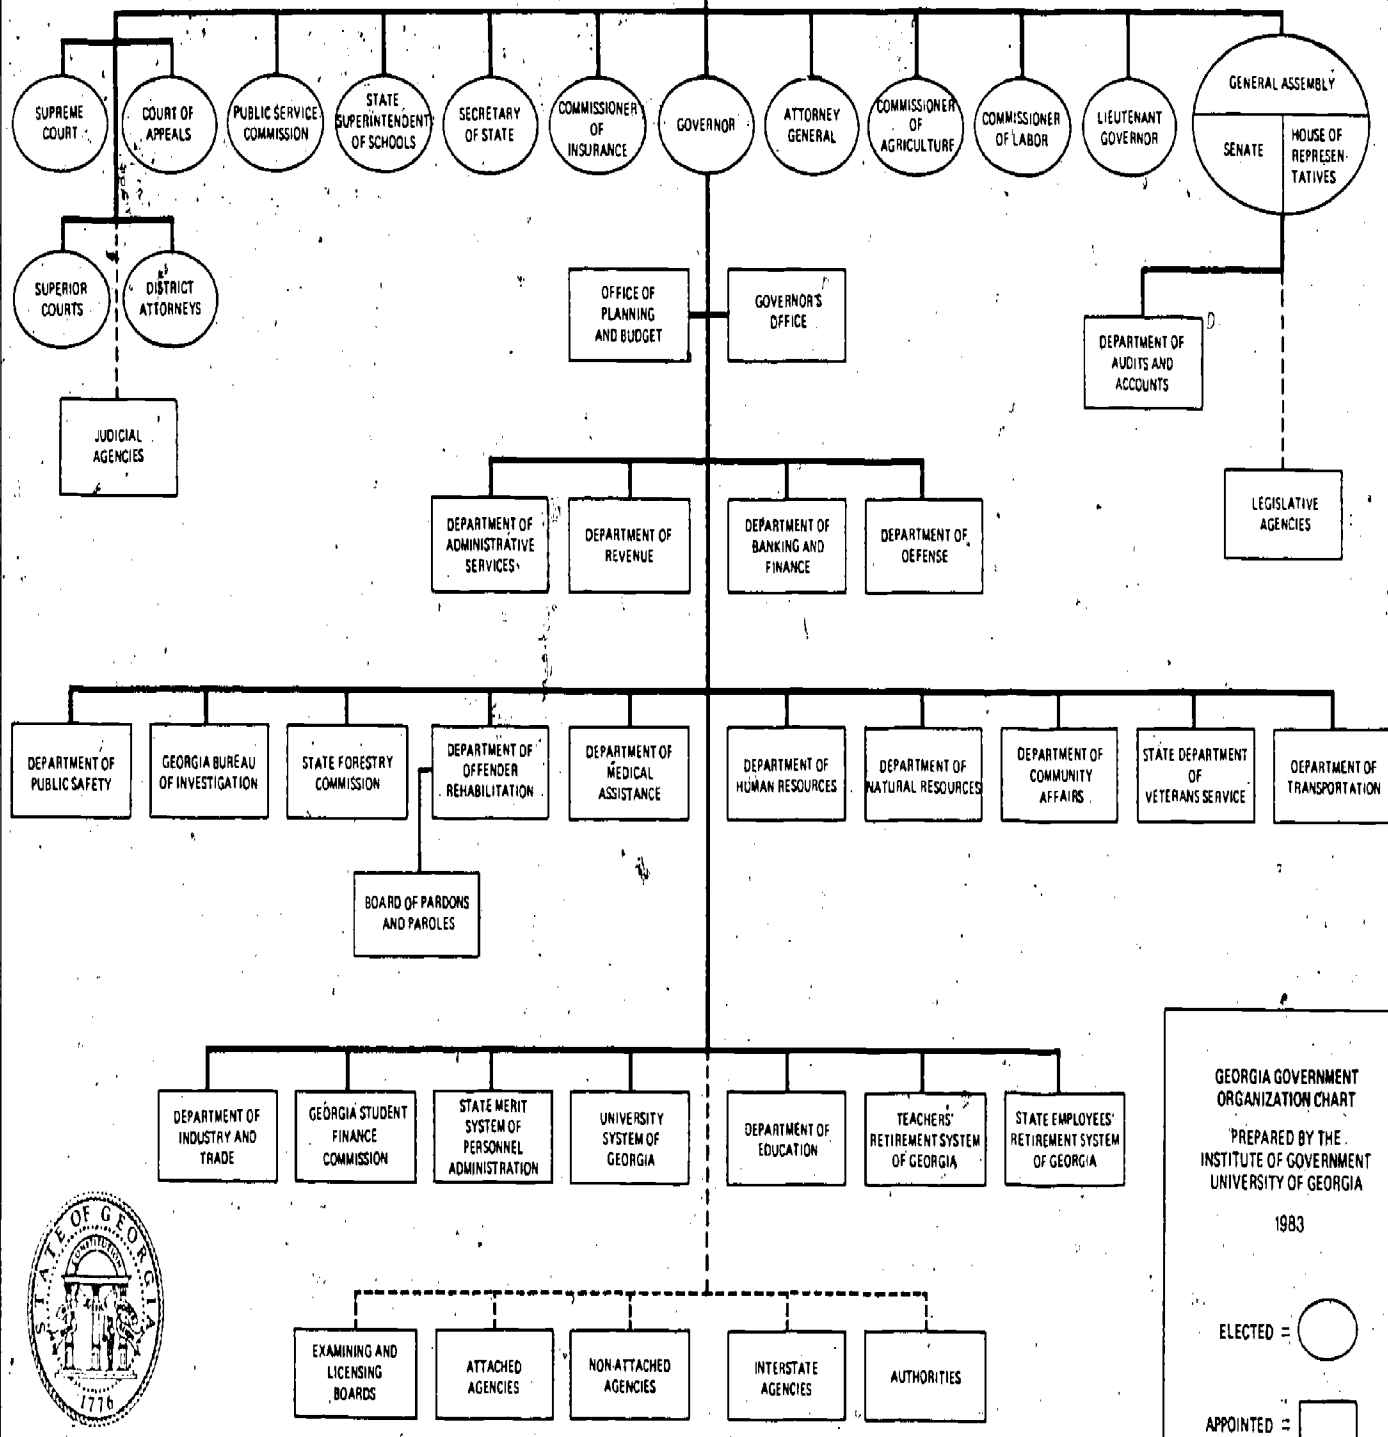 SUPREME
COURT
COURT OF
APPEALS
PUBLIC SERVICE
COMMISSION
STATE
SUPERINTENDENT
OF SCHOOLS
SECRETARY
OF STATE
COMMISSIONER
OF
INSURANCE
GOVERNOR
ATTORNEY
GENERAL
COMMISSIONER
OF
AGRICULTURE
COMMISSIONER
OF LABOR
LIEUTENANT
GOVERNOR
GENERAL ASSEMBLY
SENATE
HOUSE OF
REPRESEN-
TATIVES
SUPERIOR
COURTS
DISTRICT
ATTORNEYS
OFFICE OF
PLANNING
AND BUDGET
GOVERNOR'S
OFFICE
DEPARTMENT OF
AUDITS AND
ACCOUNTS
JUDICIAL
AGENCIES
LEGISLATIVE
AGENCIES
DEPARTMENT OF
ADMINISTRATIVE
SERVICES
DEPARTMENT OF
REVENUE
DEPARTMENT OF
BANKING AND
FINANCE
DEPARTMENT OF
DEFENSE
DEPARTMENT OF
PUBLIC SAFETY
GEORGIA BUREAU
OF INVESTIGATION
STATE FORESTRY
COMMISSION
DEPARTMENT OF
OFFENDER
REHABILITATION
DEPARTMENT OF
MEDICAL
ASSISTANCE
DEPARTMENT OF
HUMAN RESOURCES
DEPARTMENT OF
NATURAL RESOURCES
DEPARTMENT OF
COMMUNITY
AFFAIRS
STATE DEPARTMENT
OF
VETERANS SERVICE
DEPARTMENT OF
TRANSPORTATION
BOARD OF PARDONS
AND PAROLES
DEPARTMENT OF
INDUSTRY AND
TRADE
GEORGIA STUDENT
FINANCE
COMMISSION
STATE MERIT
SYSTEM OF
PERSONNEL
ADMINISTRATION
UNIVERSITY
SYSTEM OF
GEORGIA
DEPARTMENT OF
EDUCATION
TEACHERS'
RETIREMENT SYSTEM
OF GEORGIA
STATE EMPLOYEES'
RETIREMENT SYSTEM
OF GEORGIA
EXAMINING AND
LICENSING
BOARDS
ATTACHED
AGENCIES
NON-ATTACHED
AGENCIES
INTERSTATE
AGENCIES
AUTHORITIES
STATE OF GEORGIA
CONSTITUTION
1776
GEORGIA GOVERNMENT
ORGANIZATION CHART
PREPARED BY THE
INSTITUTE OF GOVERNMENT
UNIVERSITY OF GEORGIA
1983
ELECTED =
APPOINTED =